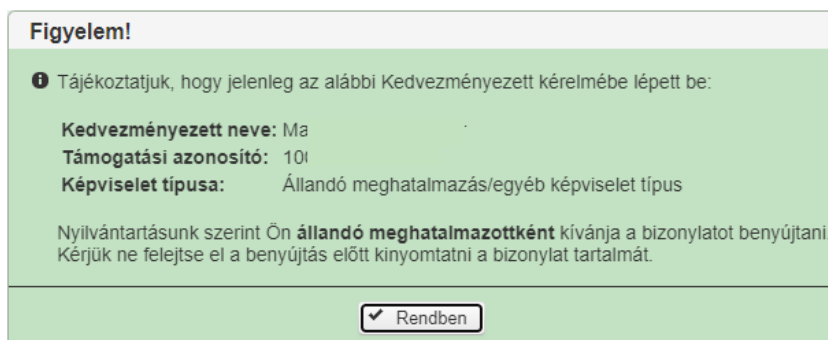 Figyelem!
Tájékoztatjuk, hogy jelenleg az alábbi Kedvezményezett kérelmébe lépett be:
Kedvezményezett neve: Ma
Támogatási azonosító: 100
Képviselet típusa: Állandó meghatalmazás/egyéb képviselet típus
Nyilvántartásunk szerint Ön állandó meghatalmazottként kívánja a bizonylatot benyújtani.
Kérjük ne felejtse el a benyújtás előtt kinyomtatni a bizonylat tartalmát.
Rendben